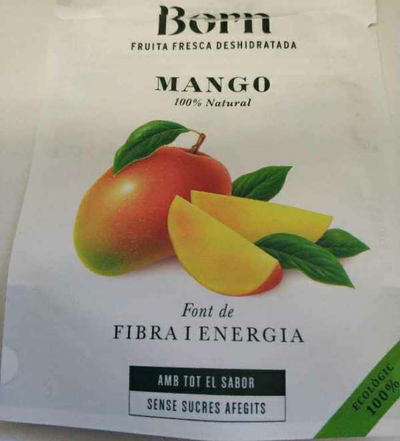 Born
FRUITA FRESCA DESHIDRATADA
MANGO
100% Natural
Font de
FIBRA I ENERGIA
AMB TOT EL SABOR
SENSE SUCRES AFEGITS
ECOLÒGIC
100%